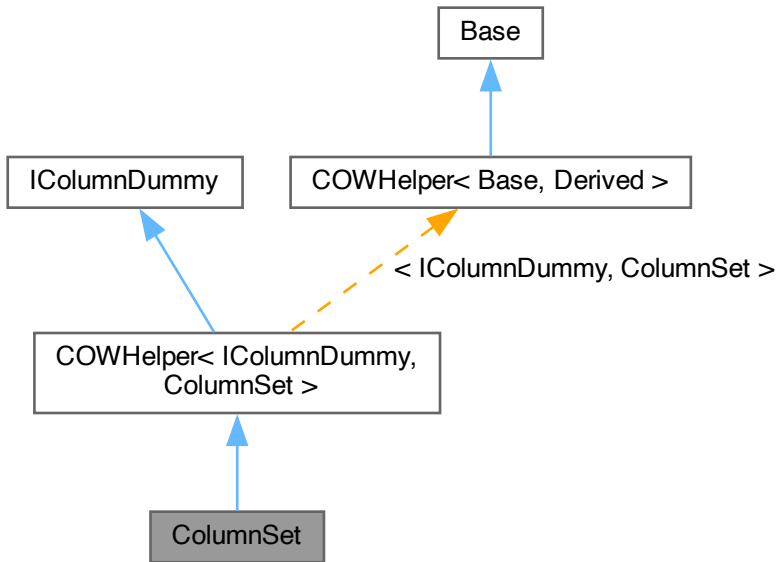 Base
IColumnDummy
COWHelper< Base, Derived >
< IColumnDummy, ColumnSet >
COWHelper< IColumnDummy,
ColumnSet >
ColumnSet